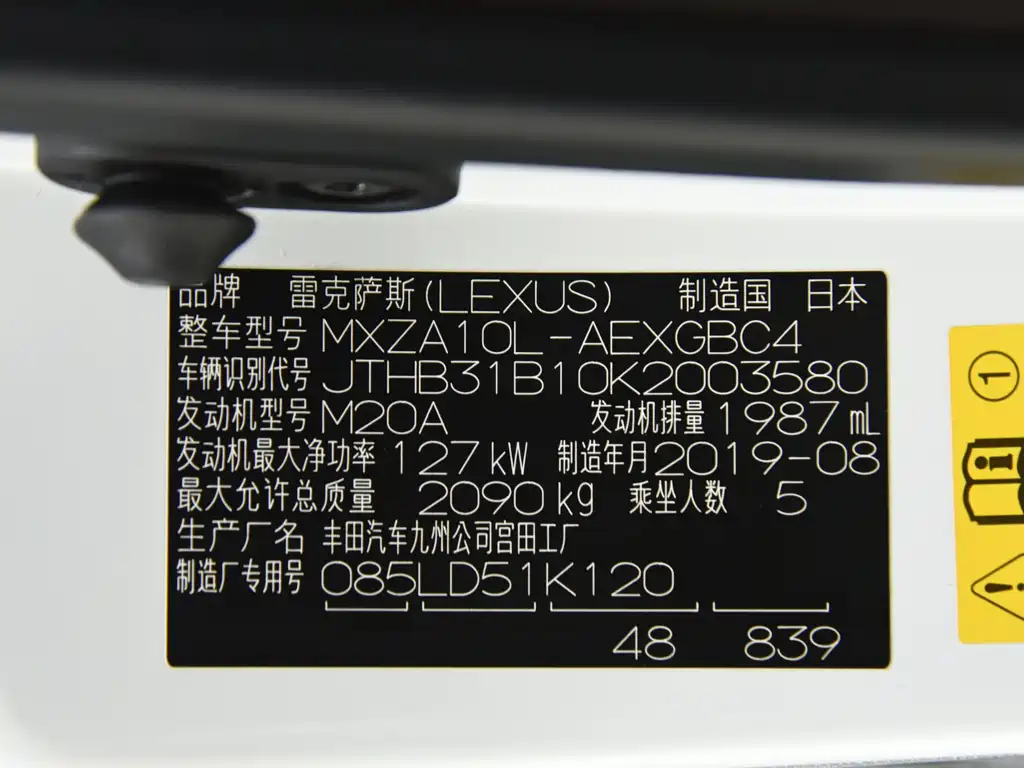 品牌 雷克萨斯(LEXUS) 制造国 日本
整车型号 MXZA10L-AEXGBC4
车辆识别代号 JTHB31B10K2003580
发动机型号 M20A 发动机排量 1987 mL
发动机最大净功率 127 kW 制造年月 2019-08
最大允许总质量 2090 kg 乘坐人数 5
生产厂名 丰田汽车九州公司宫田工厂
制造厂专用号 085LD51K120
48 839
1